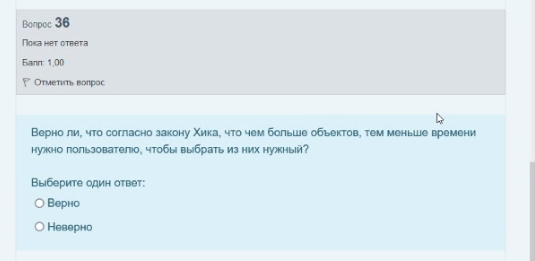 Вопрос 36
Пока нет ответа
Балл: 1,00
Отметить вопрос
Верно ли, что согласно закону Хика, что чем больше объектов, тем меньше времени
нужно пользователю, чтобы выбрать из них нужный?
Выберите один ответ:
Верно
Неверно